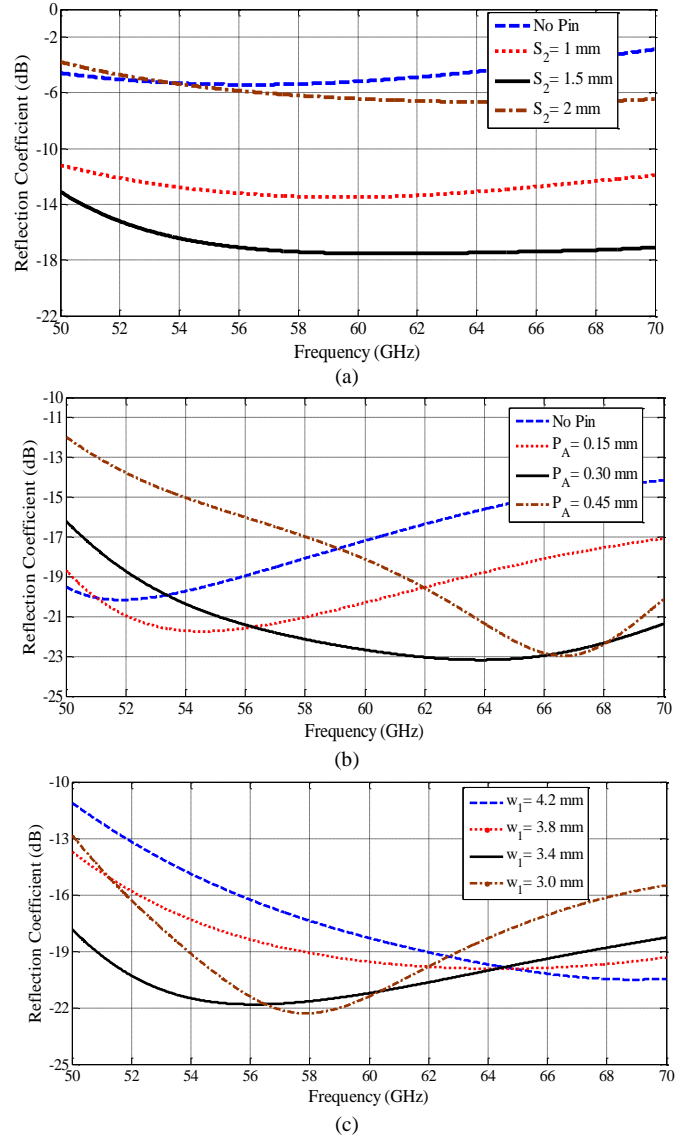 0
-2
-6
-10
-14
-18
-22
Reflection Coefficient (dB)
No Pin
S2= 1 mm
S2= 1.5 mm
S2= 2 mm
50 52 54 56 58 60 62 64 66 68 70
Frequency (GHz)
(a)
-10
-11
-13
-15
-17
-19
-21
-23
-25
Reflection Coefficient (dB)
No Pin
PA= 0.15 mm
PA= 0.30 mm
PA= 0.45 mm
50 52 54 56 58 60 62 64 66 68 70
Frequency (GHz)
(b)
-10
-13
-16
-19
-22
-25
Reflection Coefficient (dB)
w1= 4.2 mm
w1= 3.8 mm
w1= 3.4 mm
w1= 3.0 mm
50 52 54 56 58 60 62 64 66 68 70
Frequency (GHz)
(c)